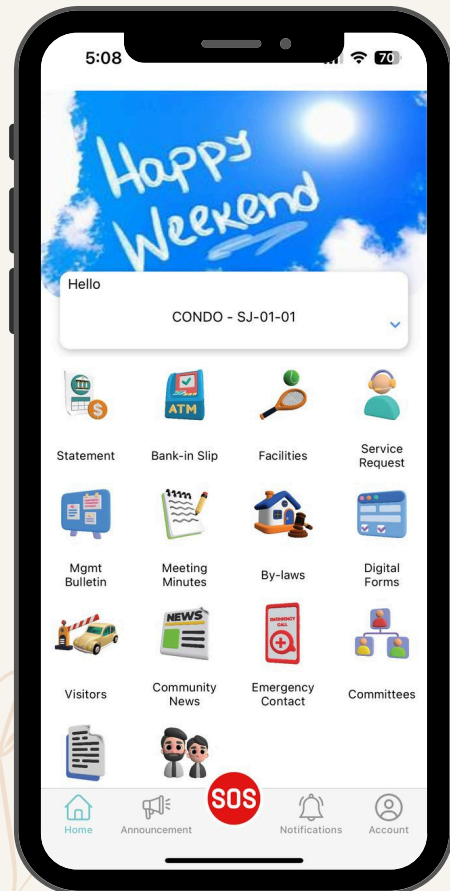 5:08
70
Happy
Weekend
Hello
CONDO - SJ-01-01
ATM
Statement
Bank-in Slip
Facilities
Service
Request
Mgmt
Bulletin
Meeting
Minutes
By-laws
Digital
Forms
NEWS
EMERGENCY
CALL
Visitors
Community
News
Emergency
Contact
Committees
SOS
Home
Announcement
Notifications
Account